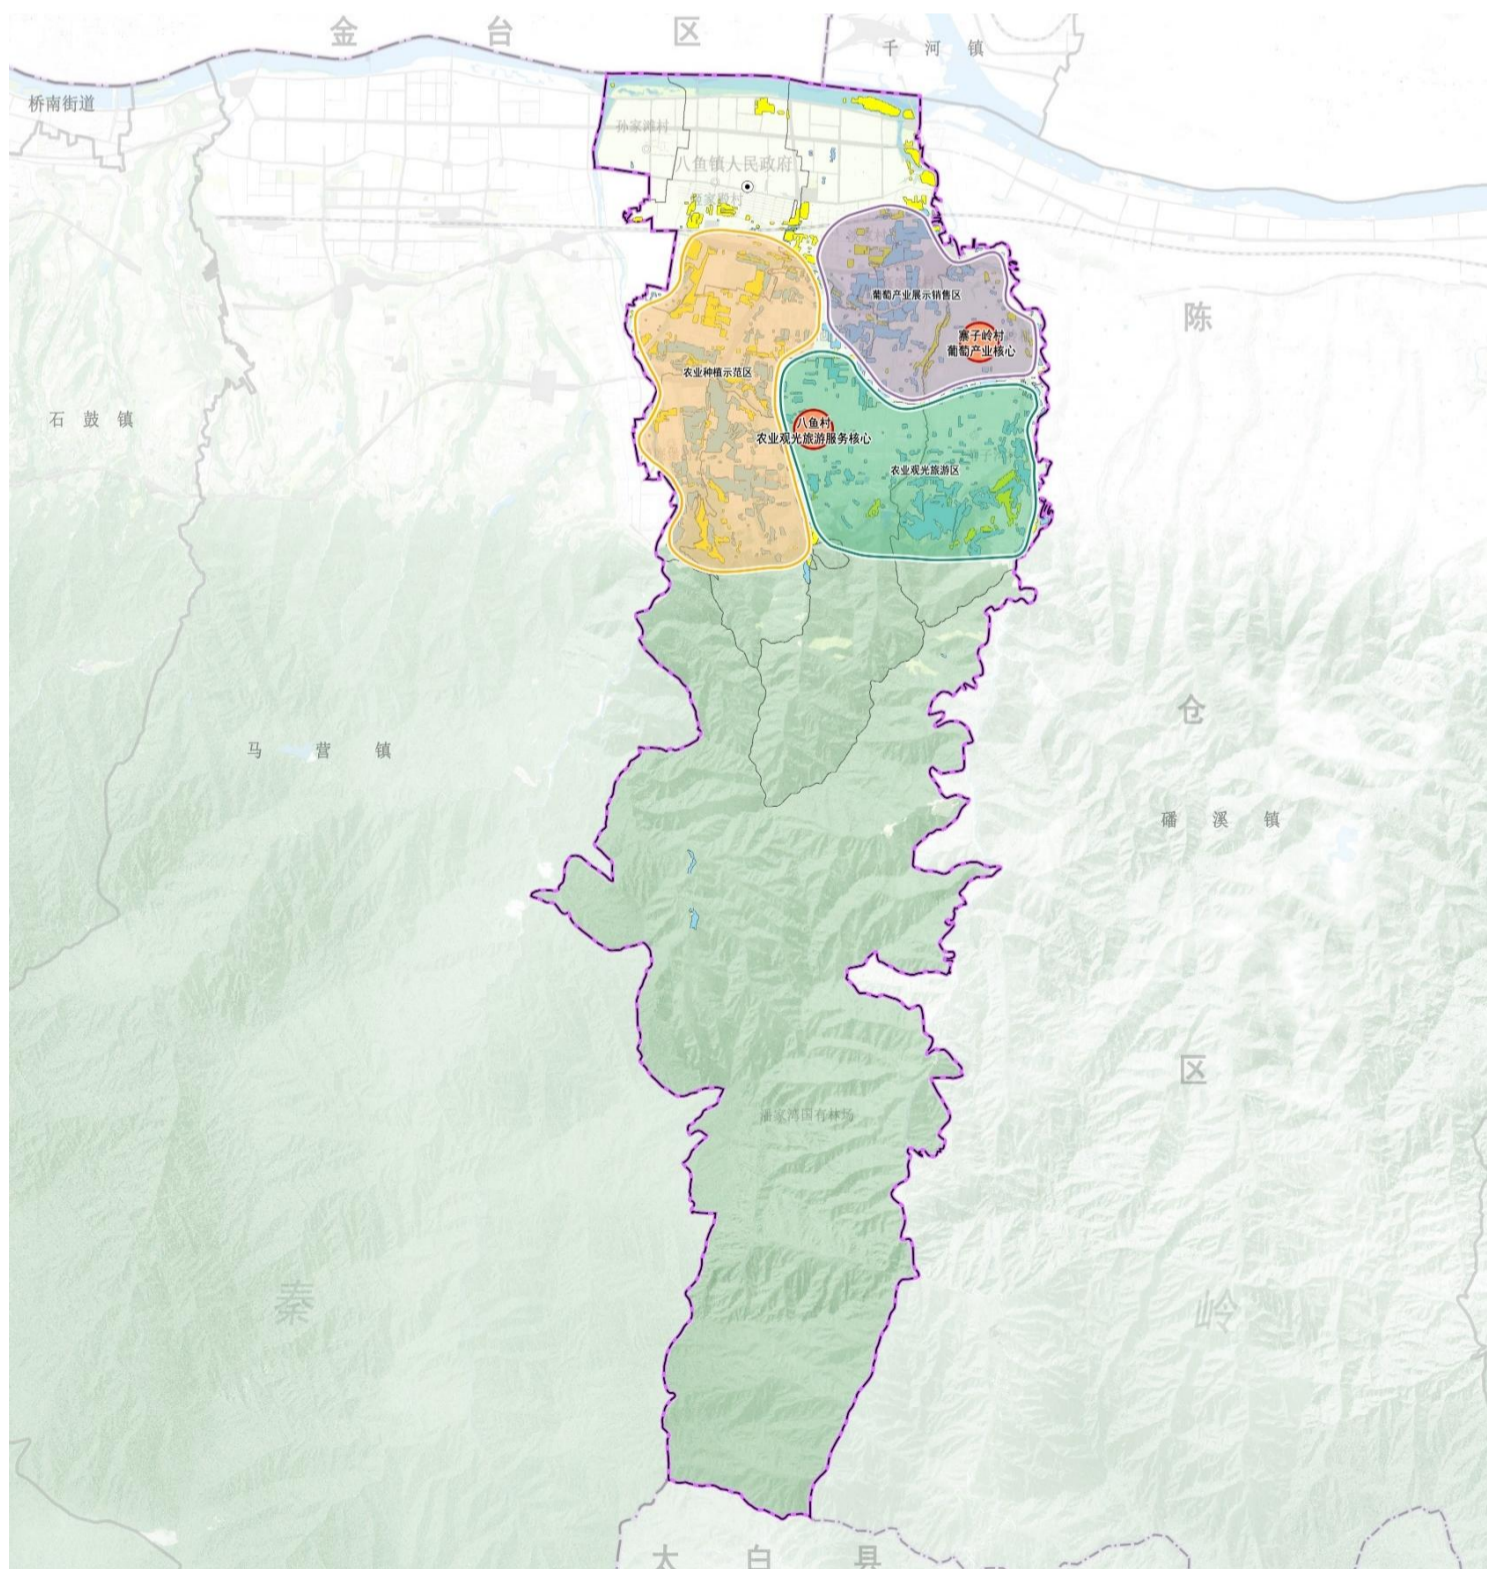 金台区
千河镇
桥南街道
孙家滩村
八鱼镇人民政府
葡萄产业展示销售区
陈
寨子岭村
葡萄产业核心
农业种植示范区
石鼓镇
八鱼村
农业观光旅游服务核心
农业观光旅游区
仓
马营镇
磻溪镇
区
潘家湾国有林场
秦
岭
太白县